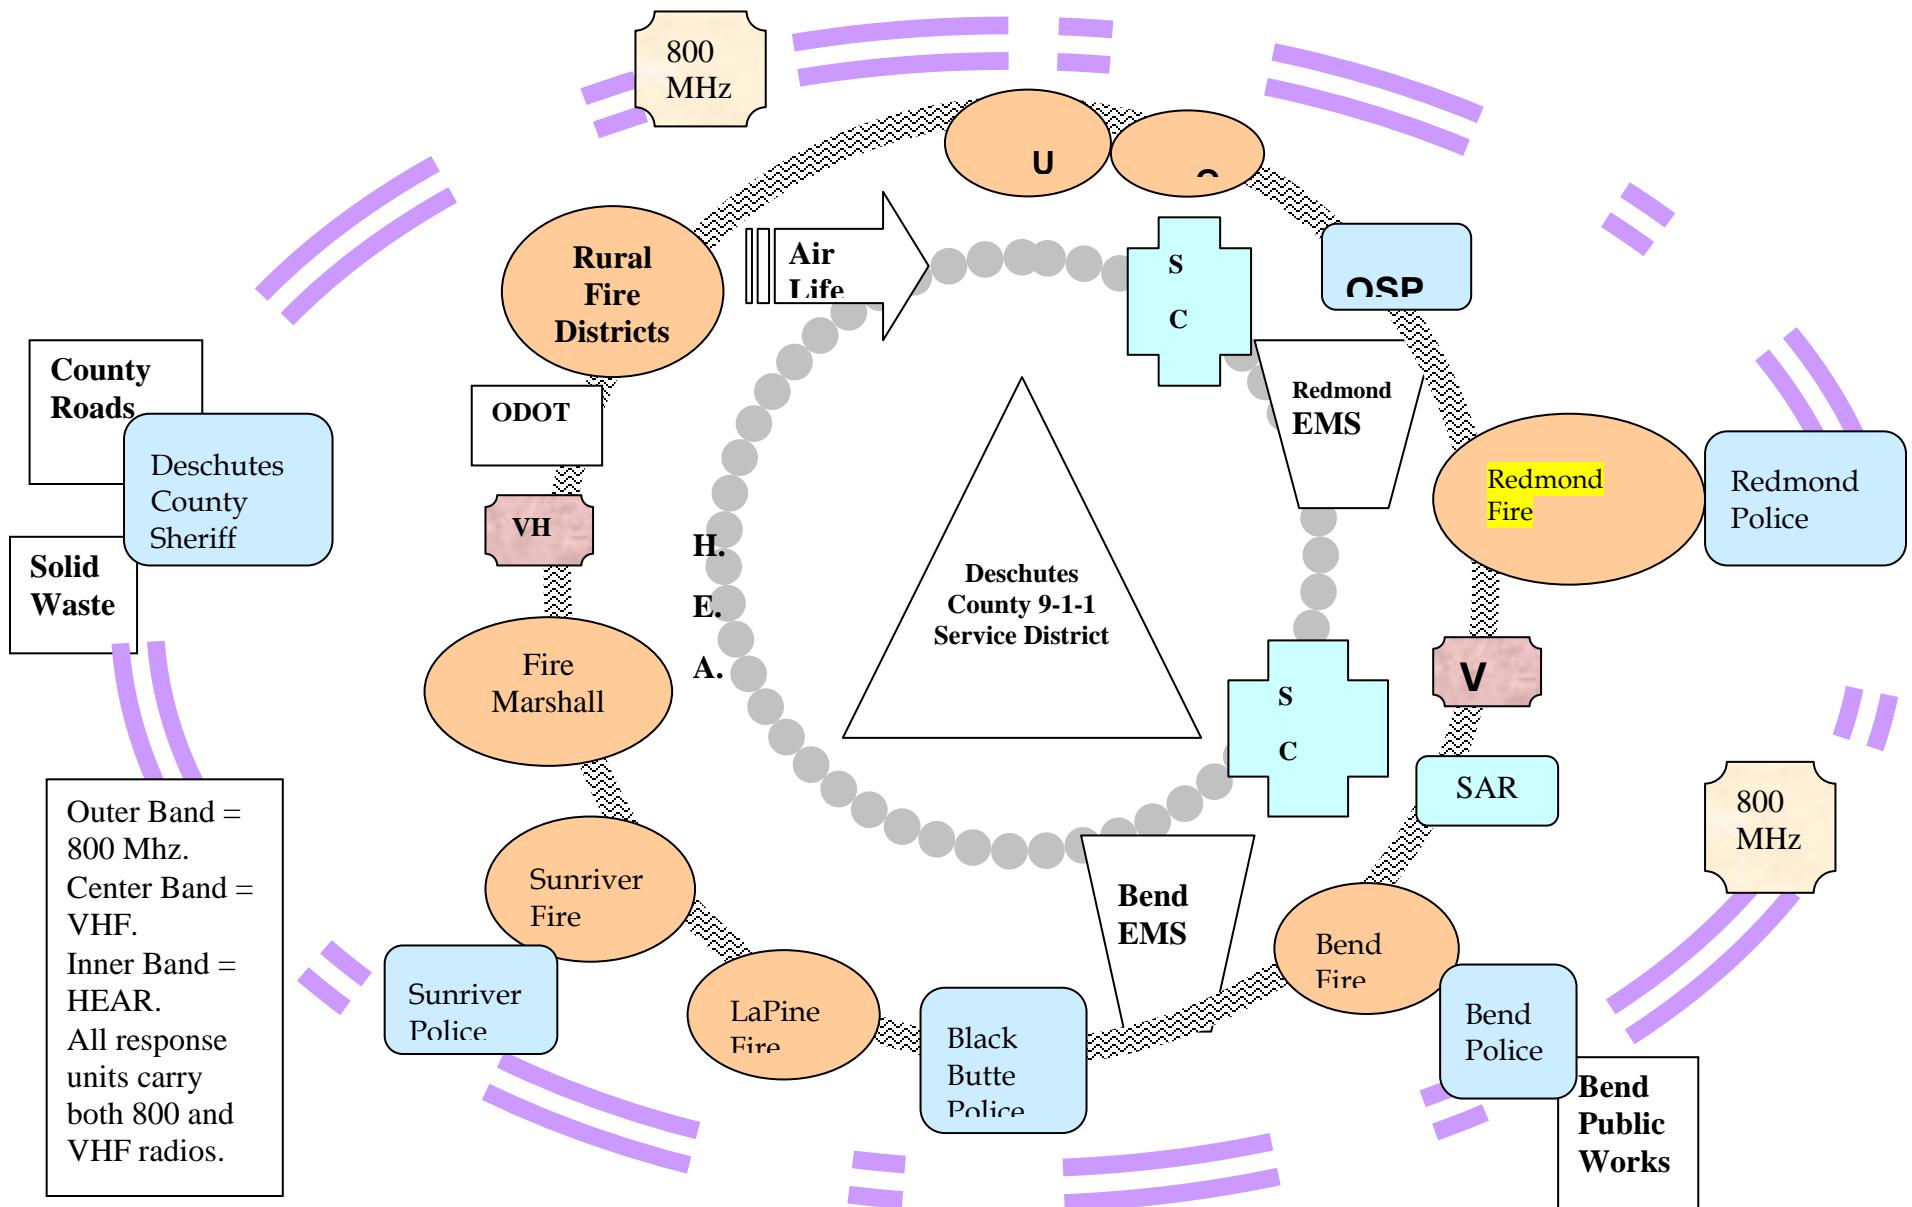 800
MHz
U
Rural
Fire
Districts
Air
Life
S
C
OSP
County
Roads
ODOT
Redmond
EMS
Deschutes
County
Sheriff
Redmond
Fire
Redmond
Police
VH
Solid
Waste
H.
E.
A.
Deschutes
County 9-1-1
Service District
Fire
Marshall
V
S
C
SAR
800
MHz
Outer Band =
800 Mhz.
Center Band =
VHF.
Inner Band =
HEAR.
All response
units carry
both 800 and
VHF radios.
Sunriver
Fire
Bend
EMS
Bend
Fire
Sunriver
Police
LaPine
Fire
Black
Butte
Police
Bend
Police
Bend
Public
Works